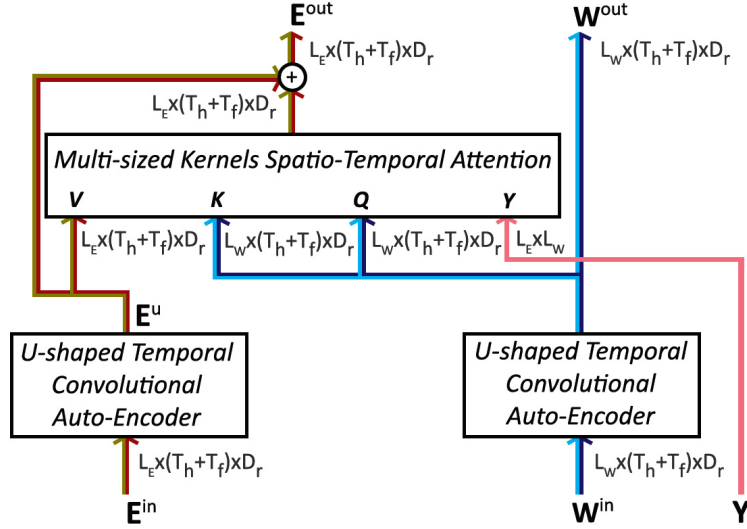 E^out W^out
L_E x(T_h+T_f)xD_r L_W x(T_h+T_f)xD_r
+
L_E x(T_h+T_f)xD_r
Multi-sized Kernels Spatio-Temporal Attention
V K Q Y
L_E x(T_h+T_f)xD_r L_W x(T_h+T_f)xD_r L_W x(T_h+T_f)xD_r L_E xL_W
E^u
U-shaped Temporal
Convolutional
Auto-Encoder
U-shaped Temporal
Convolutional
Auto-Encoder
L_E x(T_h+T_f)xD_r L_W x(T_h+T_f)xD_r
E^in W^in Y